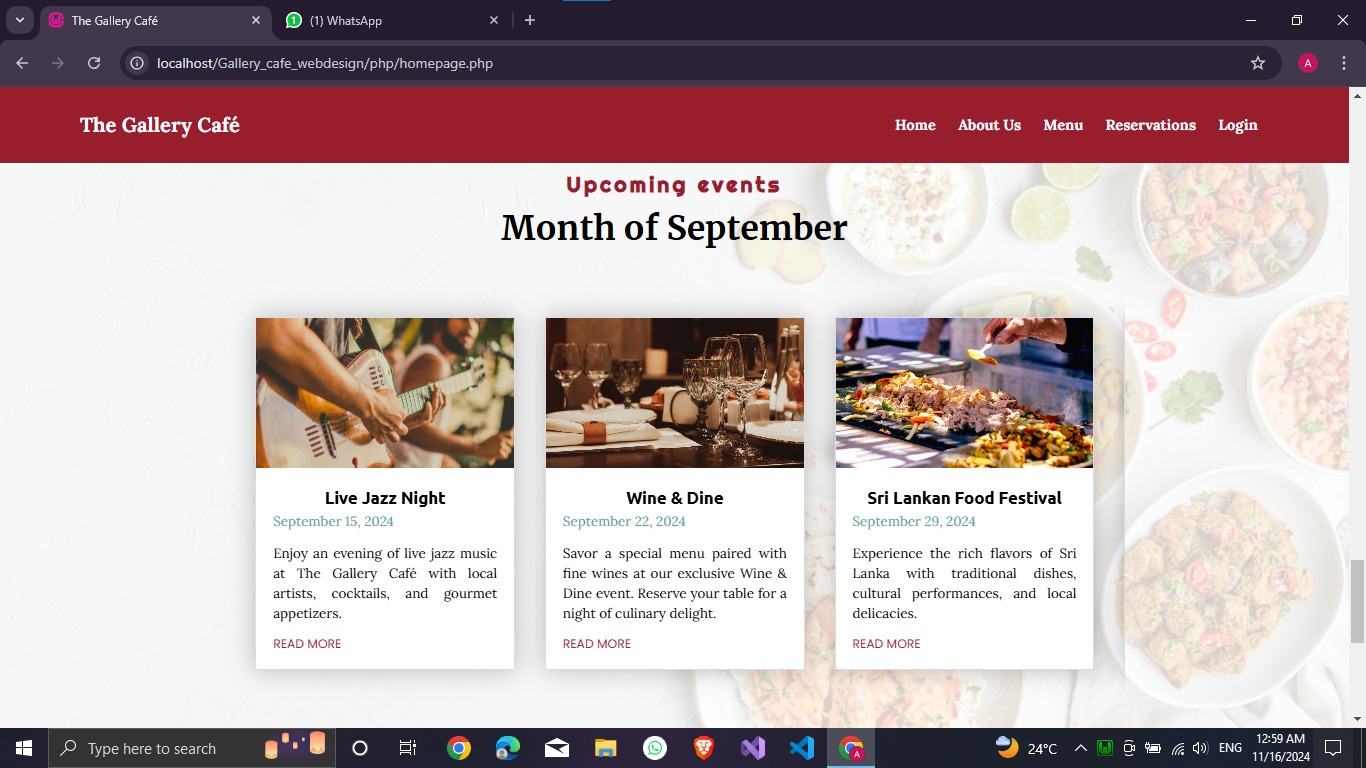 The Gallery Café
(1) WhatsApp
localhost/Gallery_cafe_webdesign/php/homepage.php
A
The Gallery Café
Home About Us Menu Reservations Login
Upcoming events
Month of September
Live Jazz Night
September 15, 2024
Enjoy an evening of live jazz music
at The Gallery Café with local
artists, cocktails, and gourmet
appetizers.
READ MORE
Wine & Dine
September 22, 2024
Savor a special menu paired with
fine wines at our exclusive Wine &
Dine event. Reserve your table for a
night of culinary delight.
READ MORE
Sri Lankan Food Festival
September 29, 2024
Experience the rich flavors of Sri
Lanka with traditional dishes,
cultural performances, and local
delicacies.
READ MORE
Type here to search
24°C
ENG
12:59 AM
11/16/2024